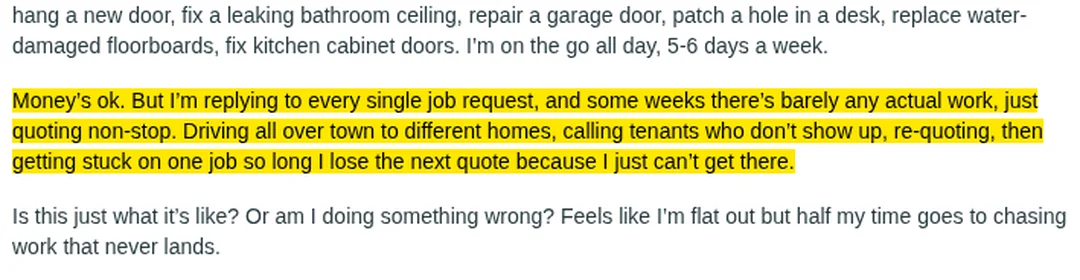 hang a new door, fix a leaking bathroom ceiling, repair a garage door, patch a hole in a desk, replace water-
damaged floorboards, fix kitchen cabinet doors. I’m on the go all day, 5-6 days a week.
Money’s ok. But I’m replying to every single job request, and some weeks there’s barely any actual work, just
quoting non-stop. Driving all over town to different homes, calling tenants who don’t show up, re-quoting, then
getting stuck on one job so long I lose the next quote because I just can’t get there.
Is this just what it’s like? Or am I doing something wrong? Feels like I’m flat out but half my time goes to chasing
work that never lands.